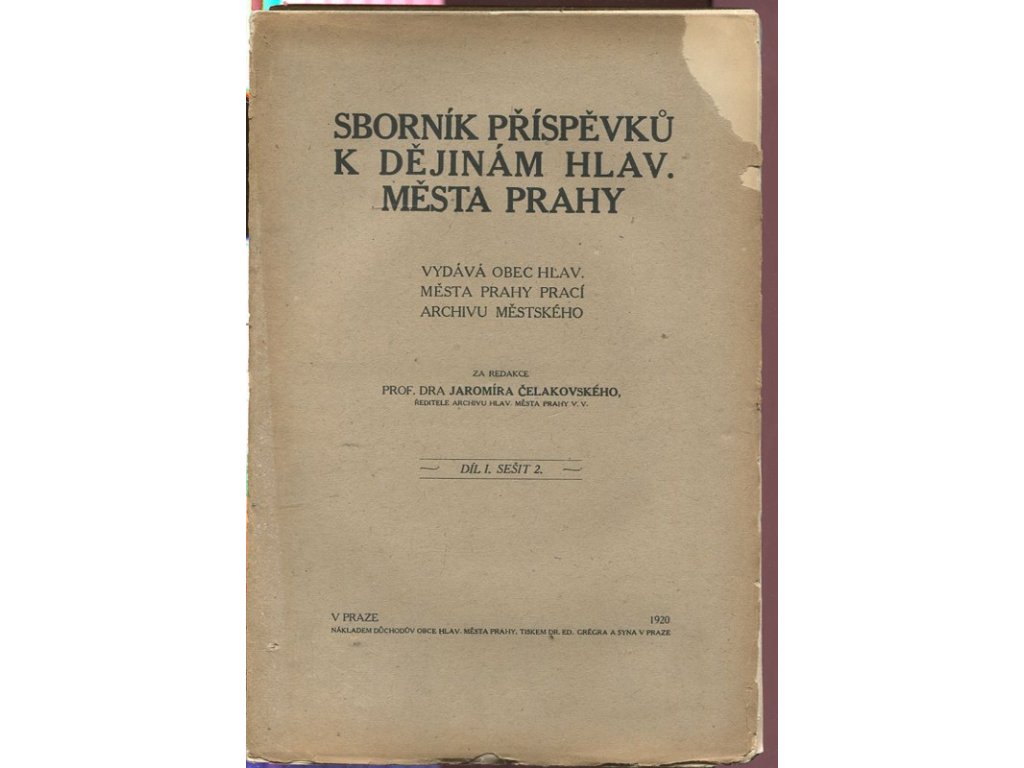 SBORNÍK PŘÍSPĚVKŮ
K DĚJINÁM HLAV.
MĚSTA PRAHY
VYDÁVÁ OBEC HLAV.
MĚSTA PRAHY PRACÍ
ARCHIVU MĚSTSKÉHO
ZA REDAKCE
PROF. DRA JAROMÍRA ČELAKOVSKÉHO,
ŘEDITELE ARCHIVU HLAV. MĚSTA PRAHY V. V.
DÍL I. SEŠIT 2.
V PRAZE 1920
NÁKLADEM DŮCHODŮV OBCE HLAV. MĚSTA PRAHY. TISKEM DR. ED. GRÉGRA A SYNA V PRAZE